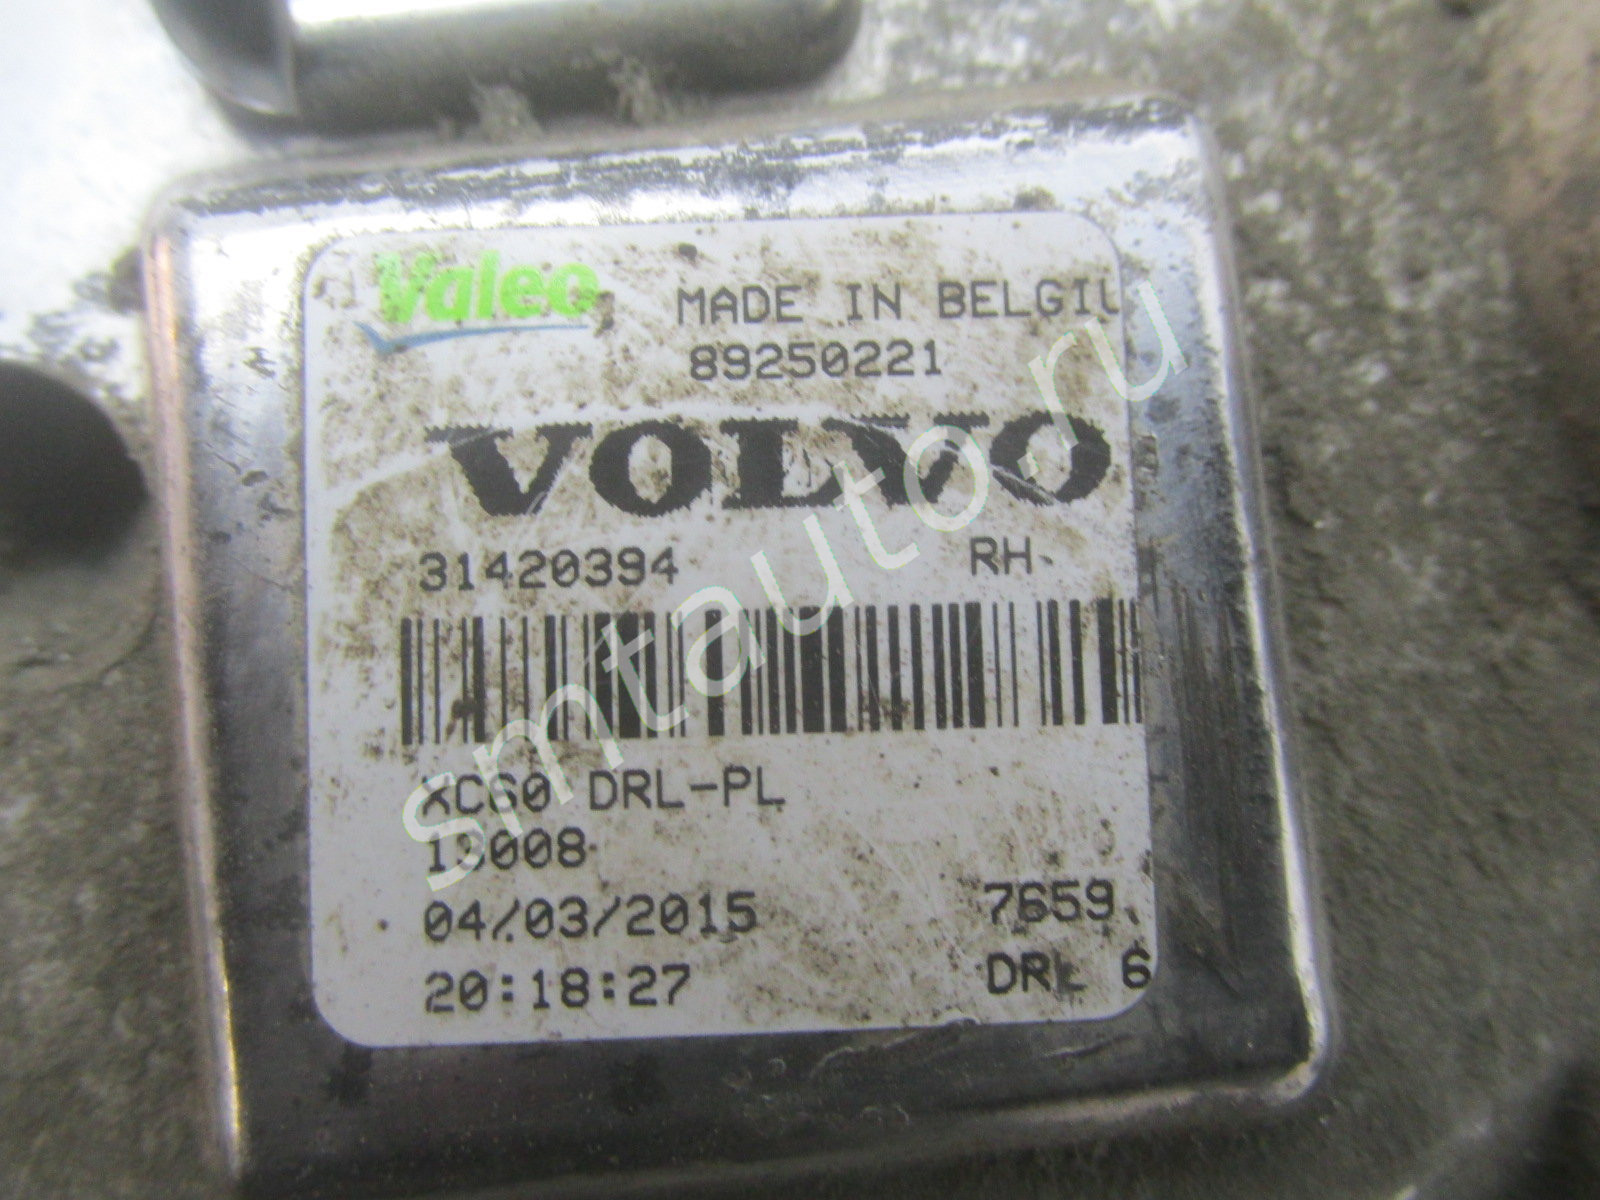 Valeo MADE IN BELGIU
89250221
VOLVO
31420394 RH
XC60 DRL-PL
13008
04/03/2015 7659
20:18:27 DRL 6
smtauto.ru